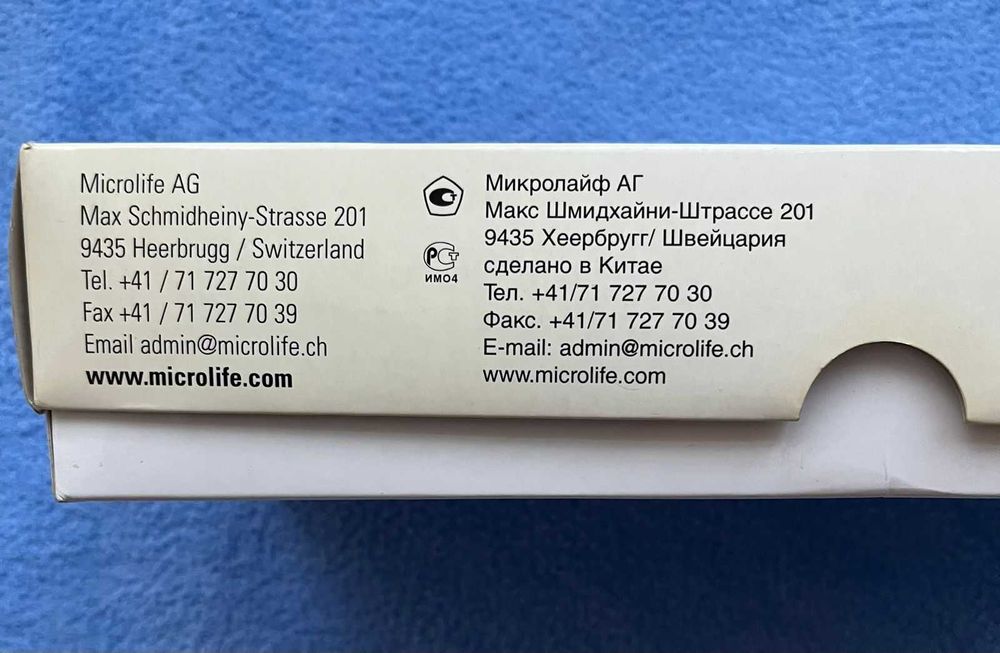 Microlife AG
Max Schmidheiny-Strasse 201
9435 Heerbrugg / Switzerland
Tel. +41 / 71 727 70 30
Fax +41 / 71 727 70 39
Email admin@microlife.ch
www.microlife.com
РСТ
ИМ04
Микролайф АГ
Макс Шмидхайни-Штрассе 201
9435 Хеербругг/ Швейцария
сделано в Китае
Тел. +41/71 727 70 30
Факс. +41/71 727 70 39
E-mail: admin@microlife.ch
www.microlife.com